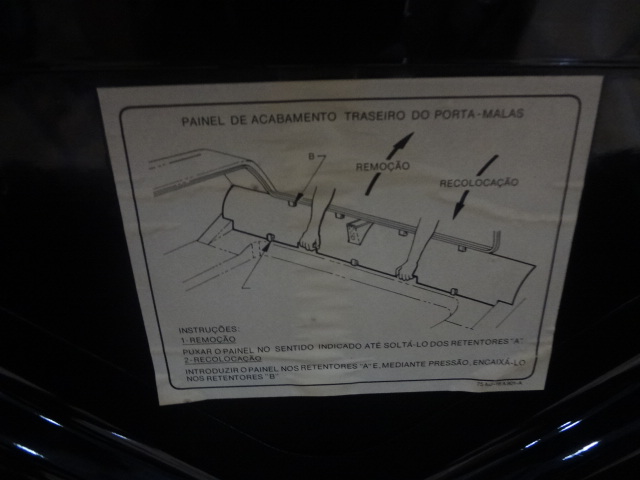 PAINEL DE ACABAMENTO TRASEIRO DO PORTA-MALAS
B
REMOÇÃO
RECOLOCAÇÃO
INSTRUÇÕES:
1-REMOÇÃO
PUXAR O PAINEL NO SENTIDO INDICADO ATÉ SOLTÁ-LO DOS RETENTORES "A"
2-RECOLOCAÇÃO
INTRODUZIR O PAINEL NOS RETENTORES "A" E, MEDIANTE PRESSÃO, ENCAIXÁ-LO
NOS RETENTORES "B"